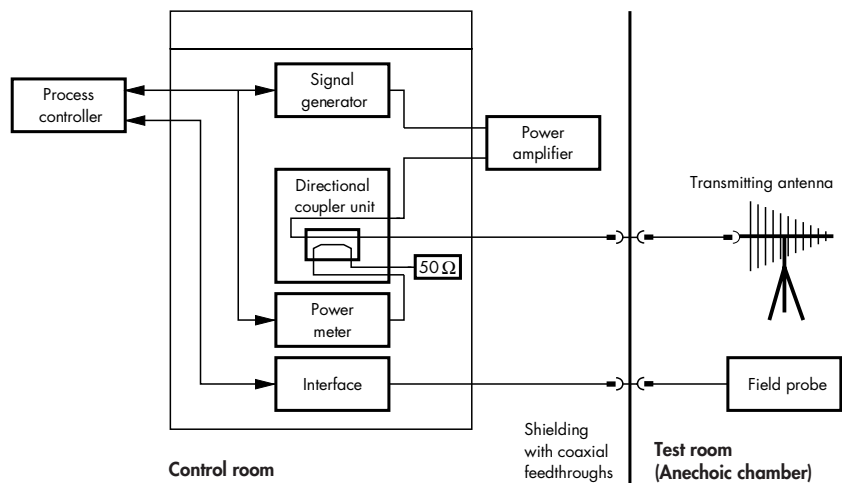 Process
controller
Signal
generator
Power
amplifier
Directional
coupler unit
50 Ω
Power
meter
Interface
Transmitting antenna
Field probe
Shielding
with coaxial
feedthroughs
Control room
Test room
(Anechoic chamber)